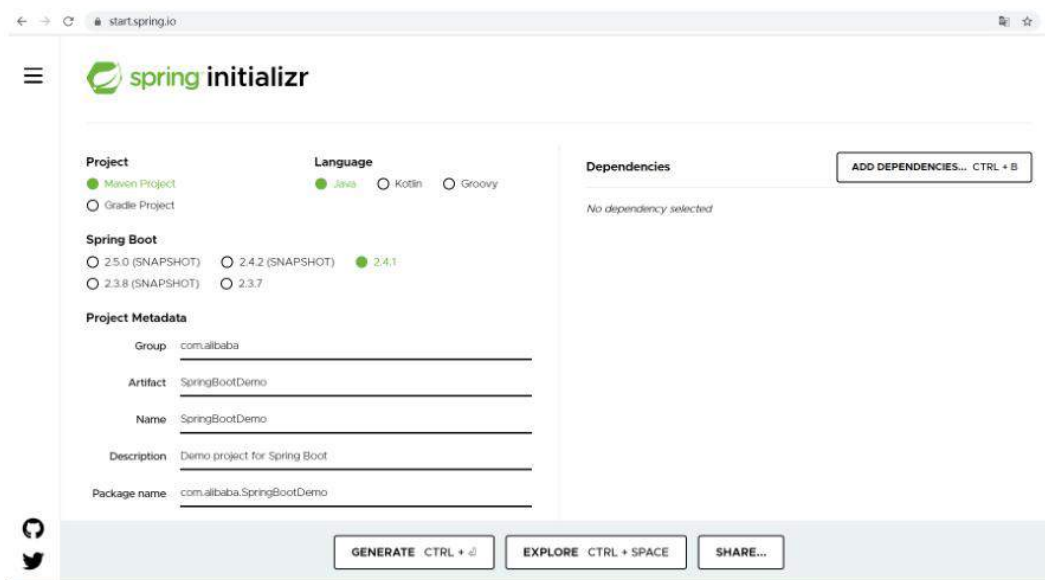 start.spring.io
spring initializr
Project
Maven Project
Gradle Project
Language
Java Kotlin Groovy
Spring Boot
2.5.0 (SNAPSHOT) 2.4.2 (SNAPSHOT) 2.4.1
2.3.8 (SNAPSHOT) 2.3.7
Project Metadata
Group com.alibaba
Artifact SpringBootDemo
Name SpringBootDemo
Description Demo project for Spring Boot
Package name com.alibaba.SpringBootDemo
Dependencies
ADD DEPENDENCIES... CTRL + B
No dependency selected
GENERATE CTRL + ⏎
EXPLORE CTRL + SPACE
SHARE...